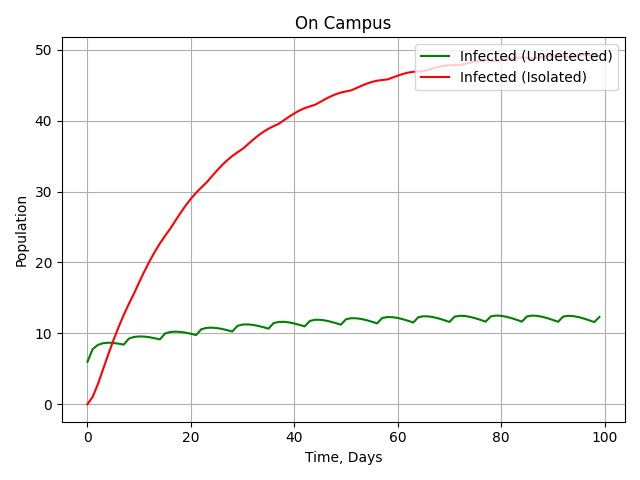 On Campus
Infected (Undetected)
Infected (Isolated)
Population
50
40
30
20
10
0
0 20 40 60 80 100
Time, Days